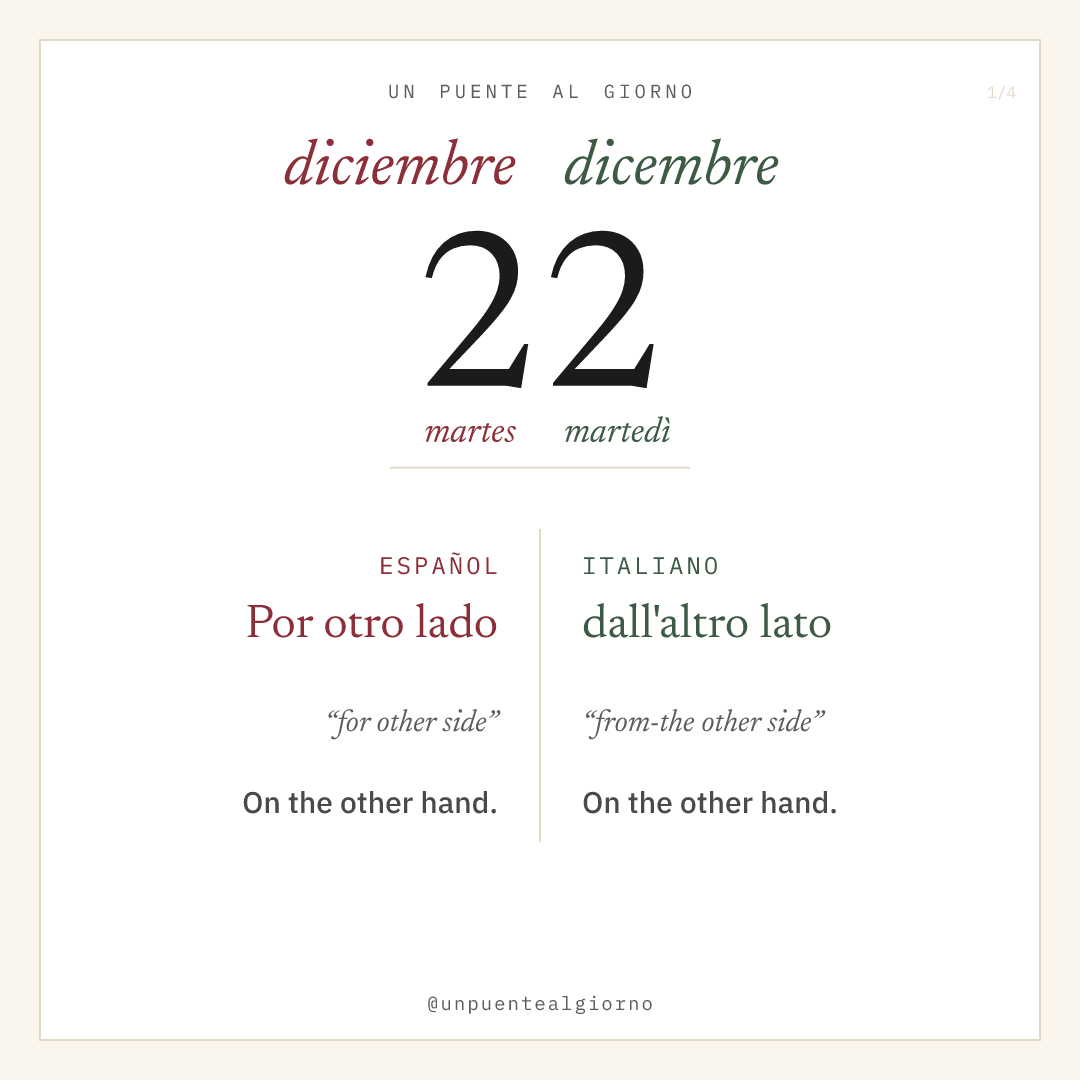 UN PUENTE AL GIORNO
1/4
diciembre dicembre
22
martes martedì
ESPAÑOL
Por otro lado
“for other side”
On the other hand.
ITALIANO
dall'altro lato
“from-the other side”
On the other hand.
@unpuentealgiorno